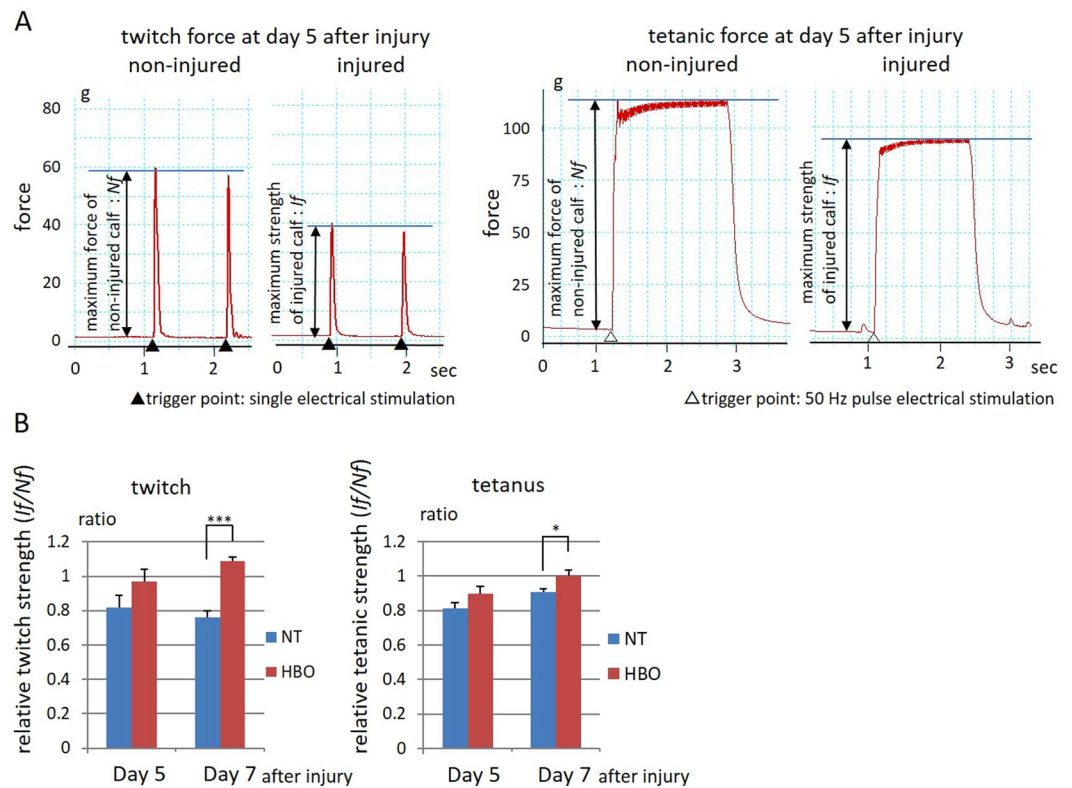 A
twitch force at day 5 after injury
non-injured
injured
g
80
60
40
20
0
force
maximum force of
non-injured calf : Nf
maximum strength
of injured calf : If
0
1
2
0
1
2
sec
▲trigger point: single electrical stimulation
tetanic force at day 5 after injury
non-injured
injured
g
100
75
50
25
0
force
maximum force of
non-injured calf : Nf
maximum strength
of injured calf : If
0
1
2
3
1
2
3
sec
△trigger point: 50 Hz pulse electrical stimulation
B
twitch
ratio
relative twitch strength (If/Nf)
1.2
1
0.8
0.6
0.4
0.2
0
***
NT
HBO
Day 5
Day 7 after injury
tetanus
ratio
relative tetanic strength (If/Nf)
1.2
1
0.8
0.6
0.4
0.2
0
*
NT
HBO
Day 5
Day 7 after injury